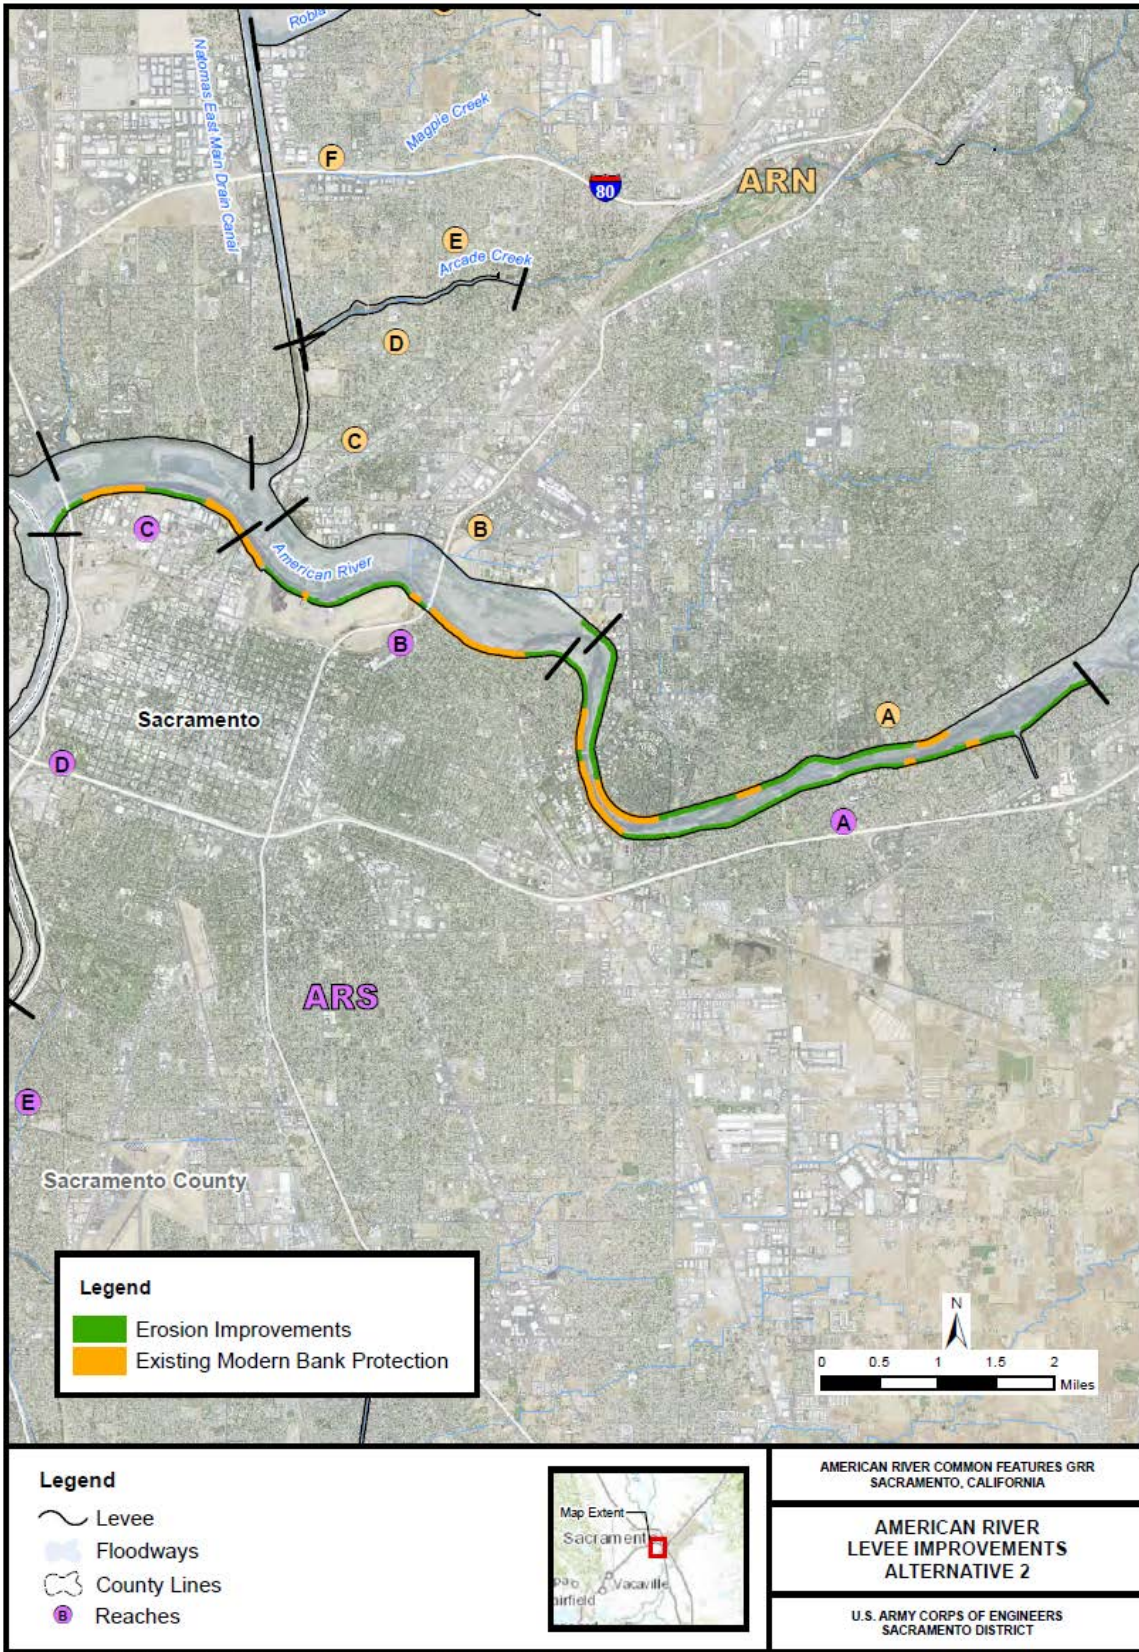 Robla
Natomas East Main Drain Canal
Magpie Creek
F
80
ARN
E
Arcade Creek
D
C
B
C
American River
B
Sacramento
A
D
A
ARS
E
Sacramento County
Legend
Erosion Improvements
Existing Modern Bank Protection
N
0 0.5 1 1.5 2
Miles
Legend
Levee
Floodways
County Lines
B Reaches
Map Extent
Sacramento
Vacaville
airfield
AMERICAN RIVER COMMON FEATURES GRR
SACRAMENTO, CALIFORNIA
AMERICAN RIVER
LEVEE IMPROVEMENTS
ALTERNATIVE 2
U.S. ARMY CORPS OF ENGINEERS
SACRAMENTO DISTRICT